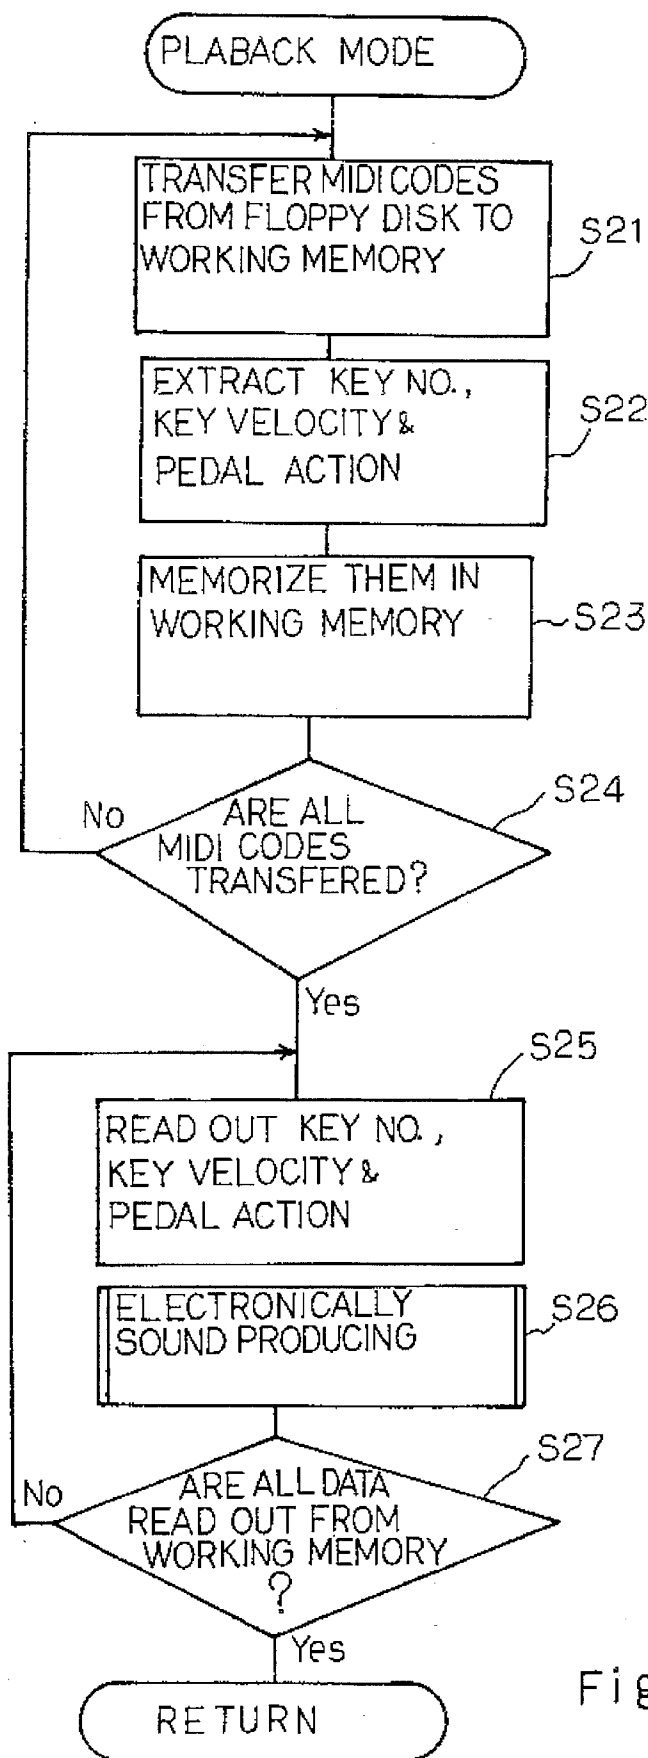 PLABACK MODE
TRANSFER MIDI CODES
FROM FLOPPY DISK TO
WORKING MEMORY
S21
EXTRACT KEY NO.,
KEY VELOCITY &
PEDAL ACTION
S22
MEMORIZE THEM IN
WORKING MEMORY
S23
ARE ALL
MIDI CODES
TRANSFERED?
S24
No
Yes
READ OUT KEY NO.,
KEY VELOCITY &
PEDAL ACTION
S25
ELECTRONICALLY
SOUND PRODUCING
S26
ARE ALL DATA
READ OUT FROM
WORKING MEMORY
?
S27
No
Yes
RETURN
Fig